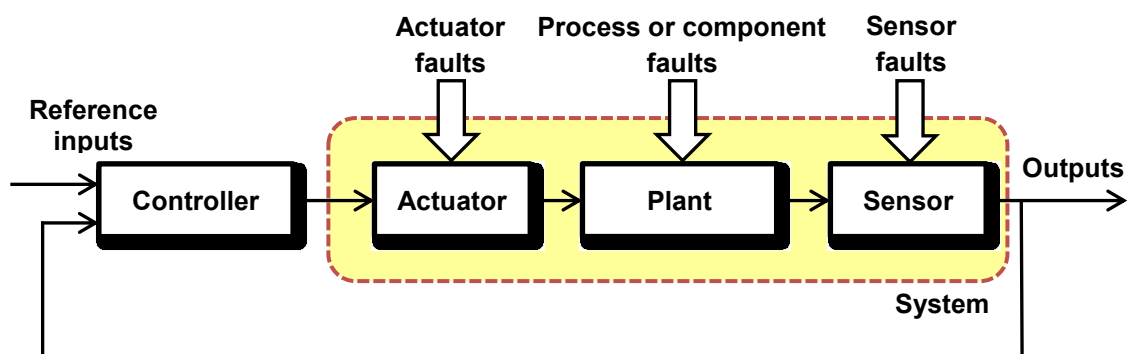 Actuator
faults
Process or component
faults
Sensor
faults
Reference
inputs
Controller
Actuator
Plant
Sensor
Outputs
System